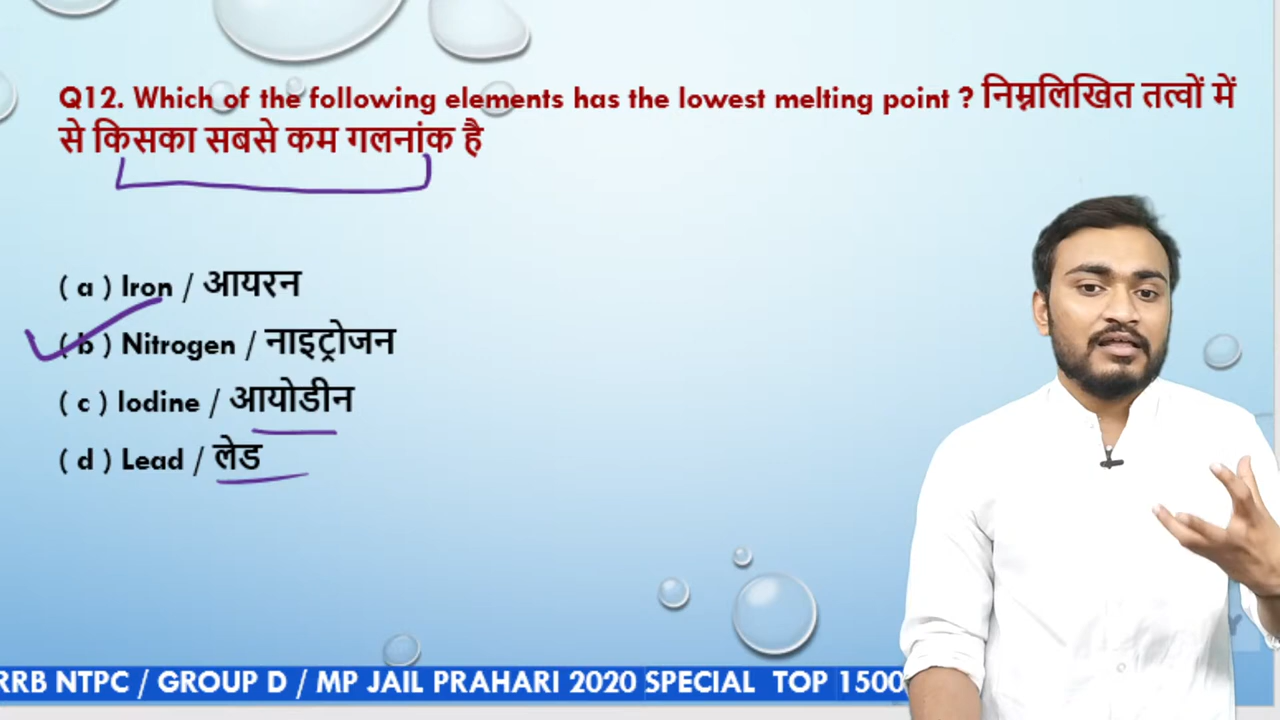 Q12. Which of the following elements has the lowest melting point ? निम्नलिखित तत्वों में
से किसका सबसे कम गलनांक है
( a ) Iron / आयरन
( b ) Nitrogen / नाइट्रोजन
( c ) Iodine / आयोडीन
( d ) Lead / लेड
RRB NTPC / GROUP D / MP JAIL PRAHARI 2020 SPECIAL TOP 1500